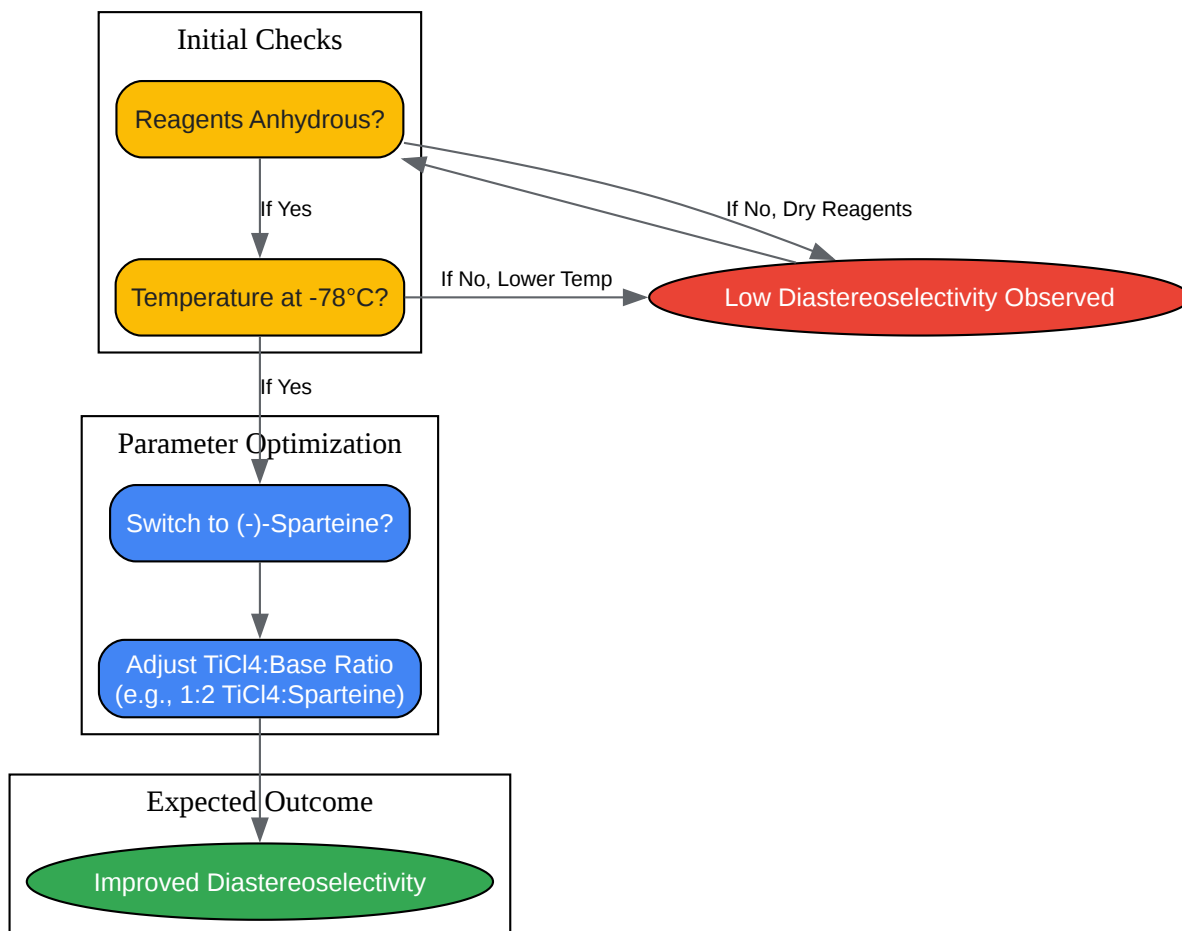 Initial Checks
Reagents Anhydrous?
If Yes
If No, Dry Reagents
Temperature at -78°C?
If No, Lower Temp
Low Diastereoselectivity Observed
If Yes
Parameter Optimization
Switch to (-)-Sparteine?
Adjust TiCl4:Base Ratio
(e.g., 1:2 TiCl4:Sparteine)
Expected Outcome
Improved Diastereoselectivity